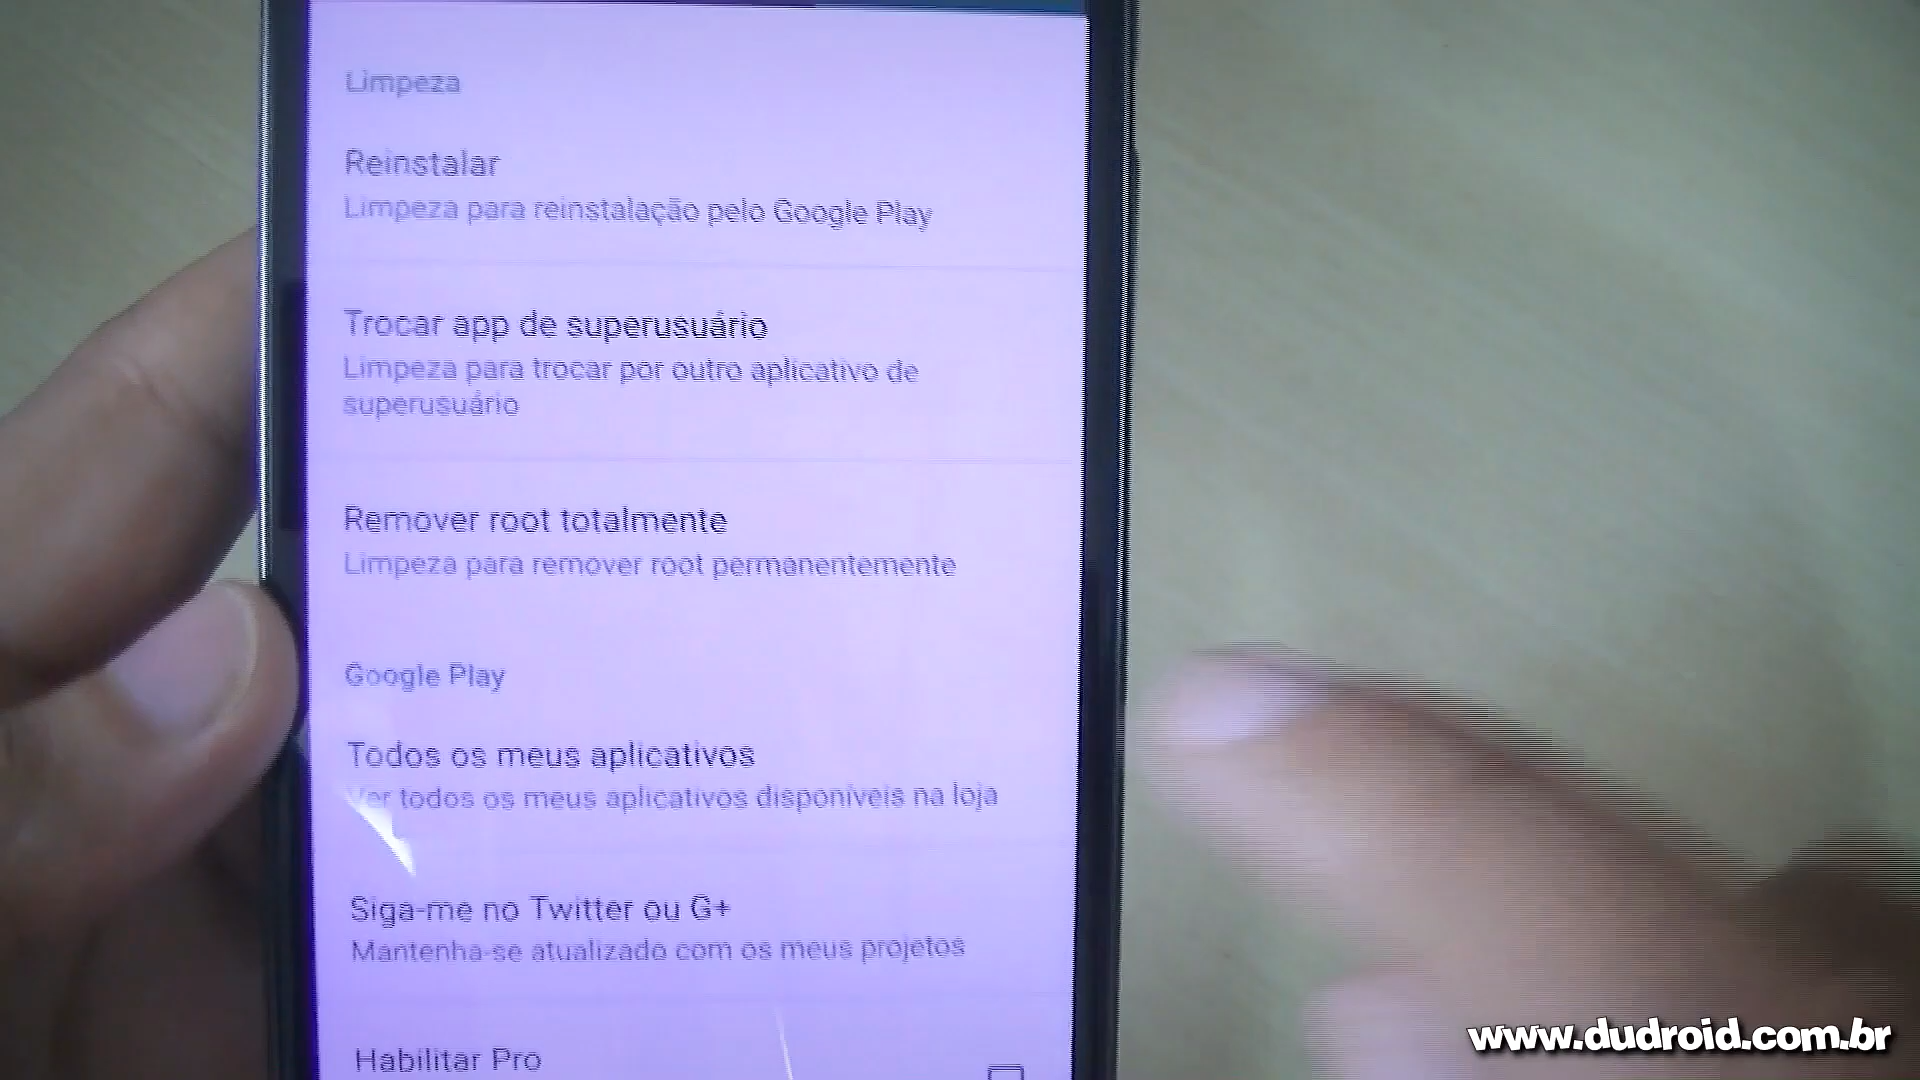 Limpeza
Reinstalar
Limpeza para reinstalação pelo Google Play
Trocar app de superusuário
Limpeza para trocar por outro aplicativo de
superusuário
Remover root totalmente
Limpeza para remover root permanentemente
Google Play
Todos os meus aplicativos
Ver todos os meus aplicativos disponíveis na loja
Siga-me no Twitter ou G+
Mantenha-se atualizado com os meus projetos
Habilitar Pro
www.dudroid.com.br